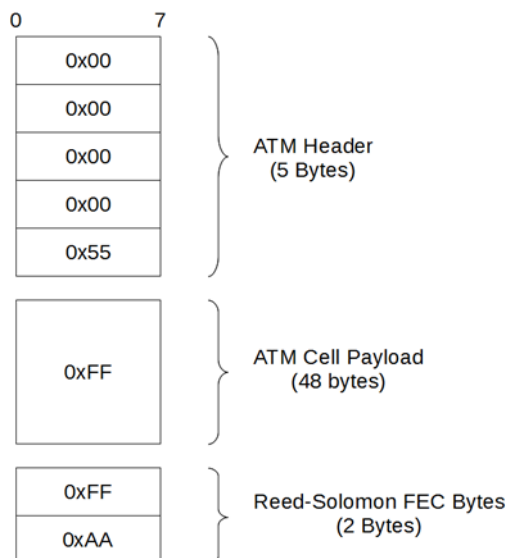 0 7
0x00
0x00
0x00
0x00
0x55
ATM Header
(5 Bytes)
0xFF
ATM Cell Payload
(48 bytes)
0xFF
0xAA
Reed-Solomon FEC Bytes
(2 Bytes)